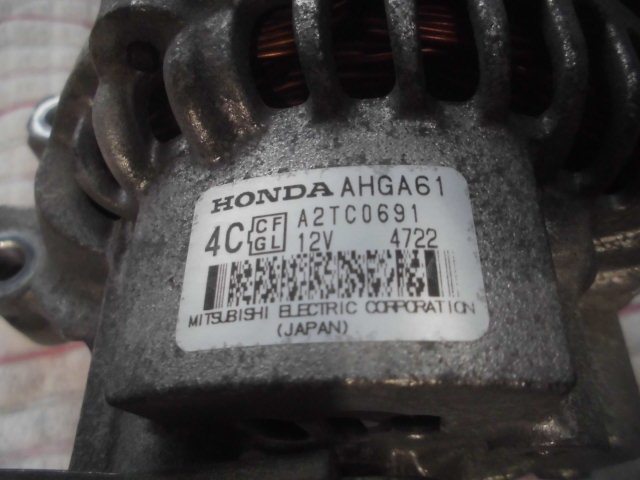 HONDA AHGA61
4C CF GL A2TC0691
12V 4722
MITSUBISHI ELECTRIC CORPORATION
(JAPAN)